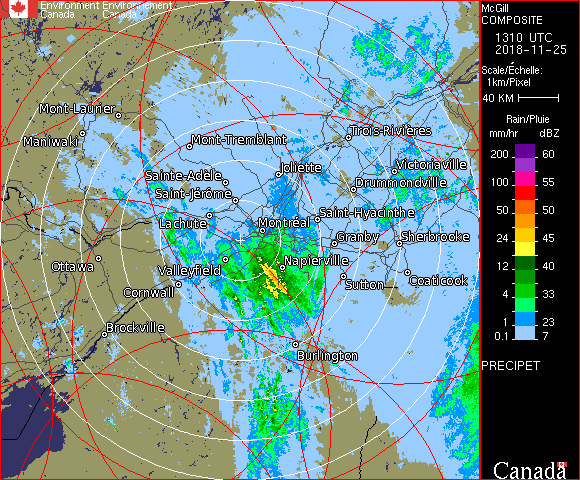 Environment Environnement
Canada Canada
McGill
COMPOSITE
1310 UTC
2018-11-25
Scale/Échelle:
1km/Pixel
40 KM
Rain/Pluie
mm/hr dBZ
200 60
100 55
50 50
24 45
12 40
4 33
1 23
0.1 7
PRECIPET
Canada
Mont-Laurier
Maniwaki
Mont-Tremblant
Trois-Rivières
Sainte-Adèle
Joliette
Victoriaville
Saint-Jérôme
Drummondville
Lachute
Montréal
Saint-Hyacinthe
Granby
Sherbrooke
Ottawa
Valleyfield
Napierville
Cornwall
Sutton
Coaticook
Brockville
Burlington